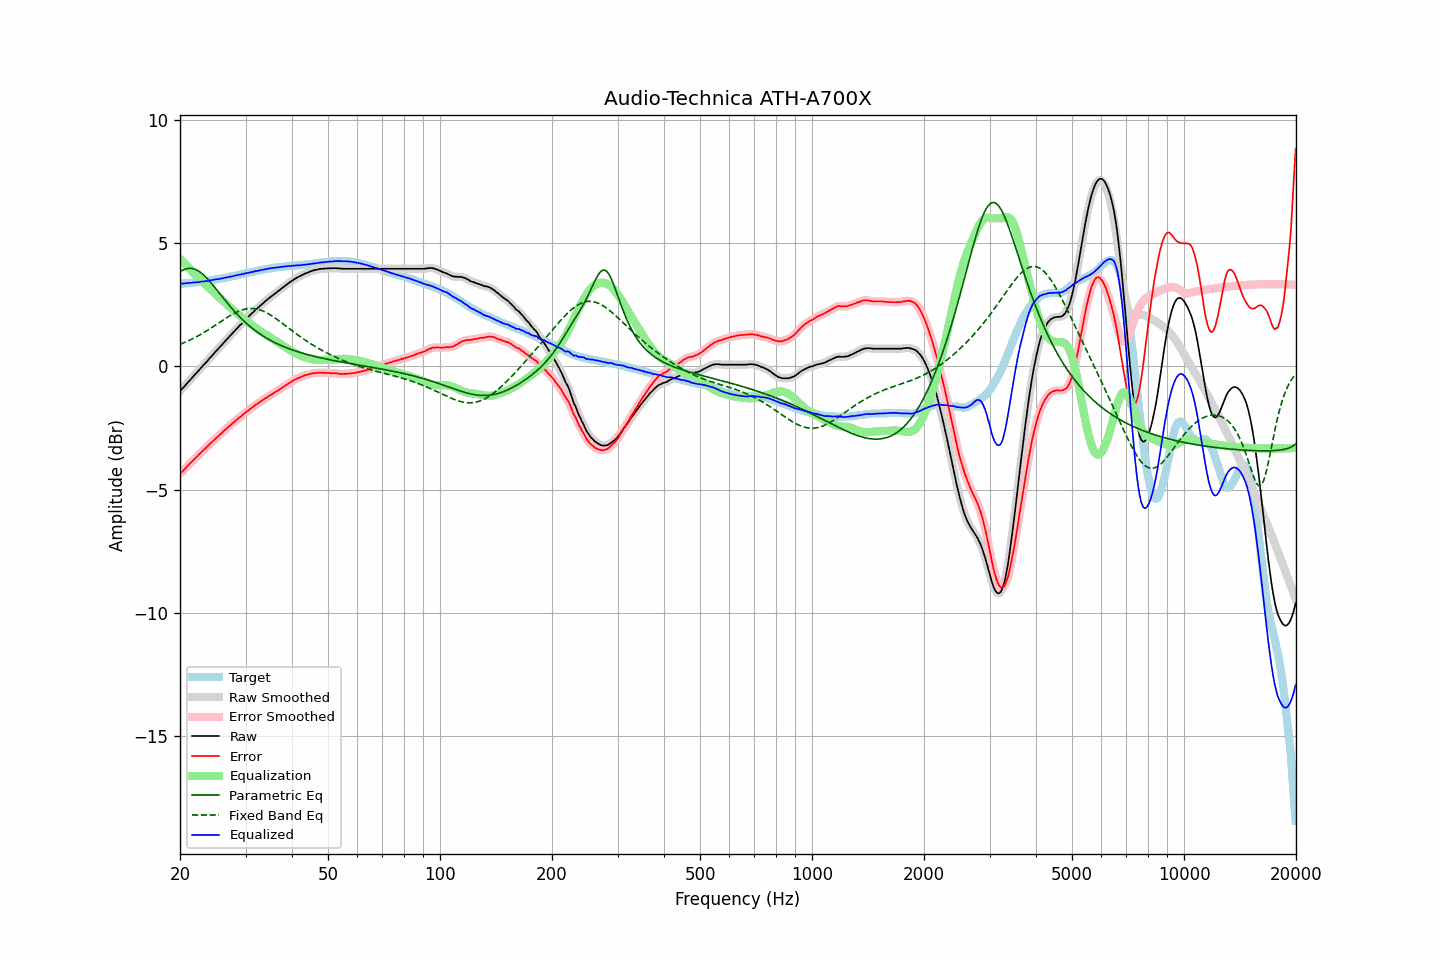 Audio-Technica ATH-A700X
10
5
0
−5
−10
−15
Amplitude (dBr)
Target
Raw Smoothed
Error Smoothed
Raw
Error
Equalization
Parametric Eq
Fixed Band Eq
Equalized
20 50 100 200 500 1000 2000 5000 10000 20000
Frequency (Hz)